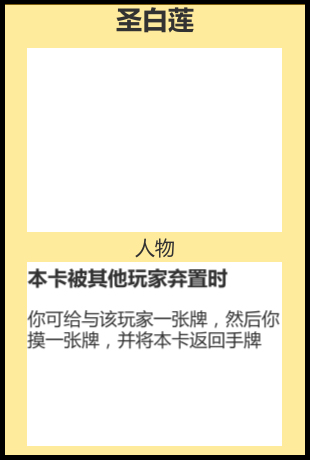 圣白莲
人物
本卡被其他玩家弃置时
你可给与该玩家一张牌，然后你
摸一张牌，并将本卡返回手牌